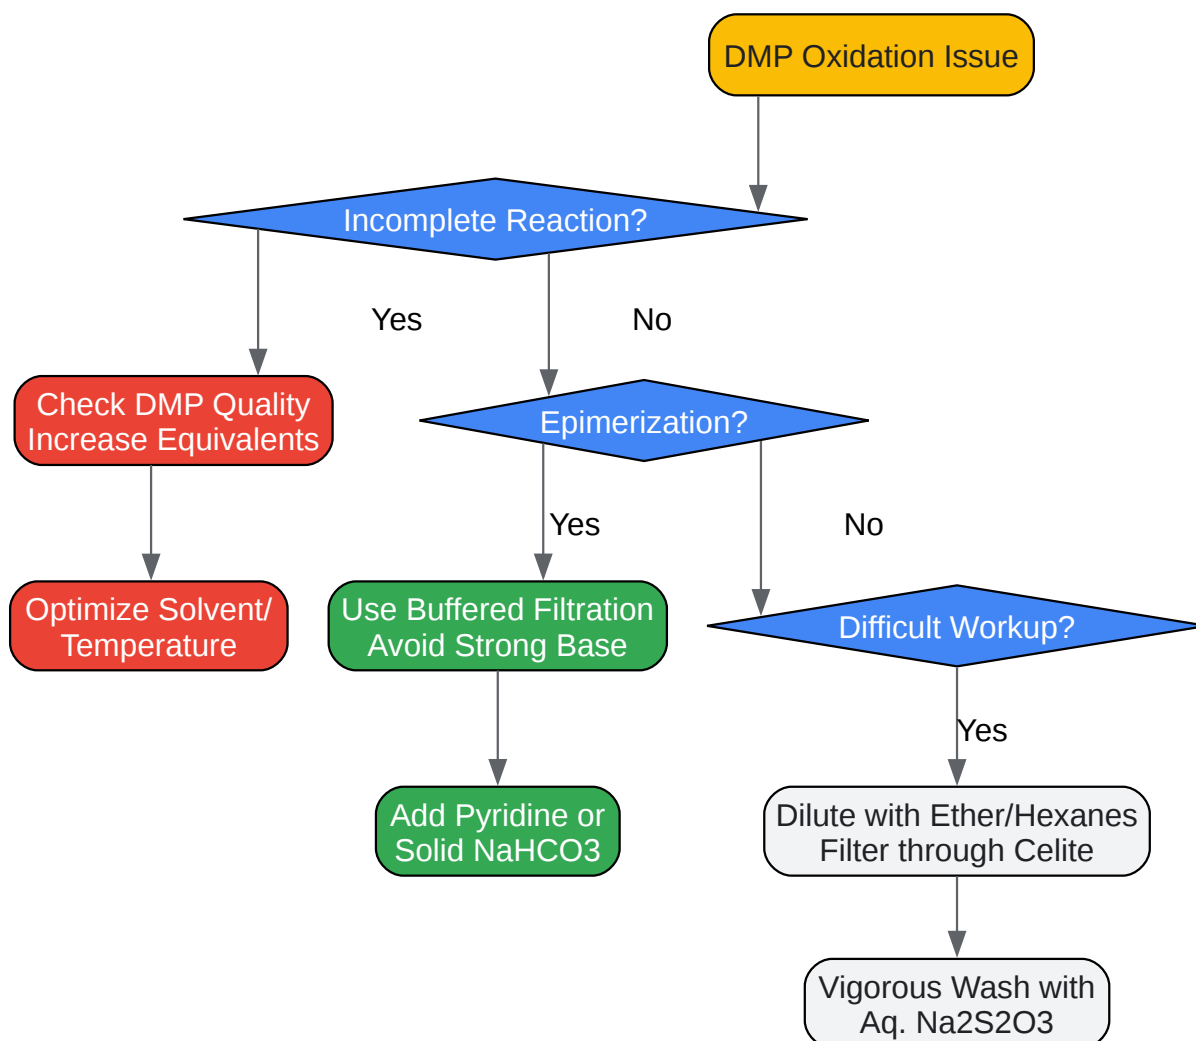 DMP Oxidation Issue
Incomplete Reaction?
Yes
No
Check DMP Quality
Increase Equivalents
Epimerization?
Yes
No
Optimize Solvent/
Temperature
Use Buffered Filtration
Avoid Strong Base
Difficult Workup?
Yes
Add Pyridine or
Solid NaHCO3
Dilute with Ether/Hexanes
Filter through Celite
Vigorous Wash with
Aq. Na2S2O3